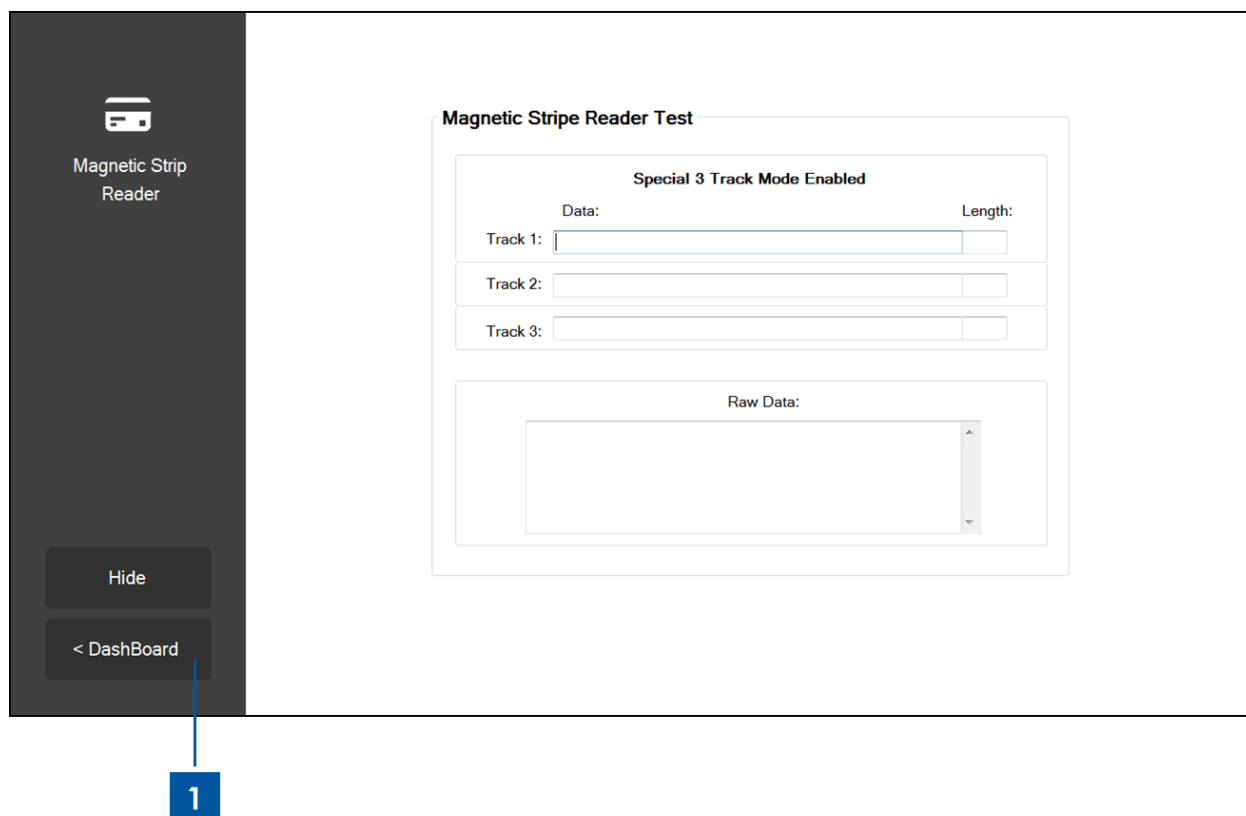 Magnetic Strip
Reader
Hide
< DashBoard
Magnetic Stripe Reader Test
Special 3 Track Mode Enabled
Data: Length:
Track 1:
Track 2:
Track 3:
Raw Data:
1